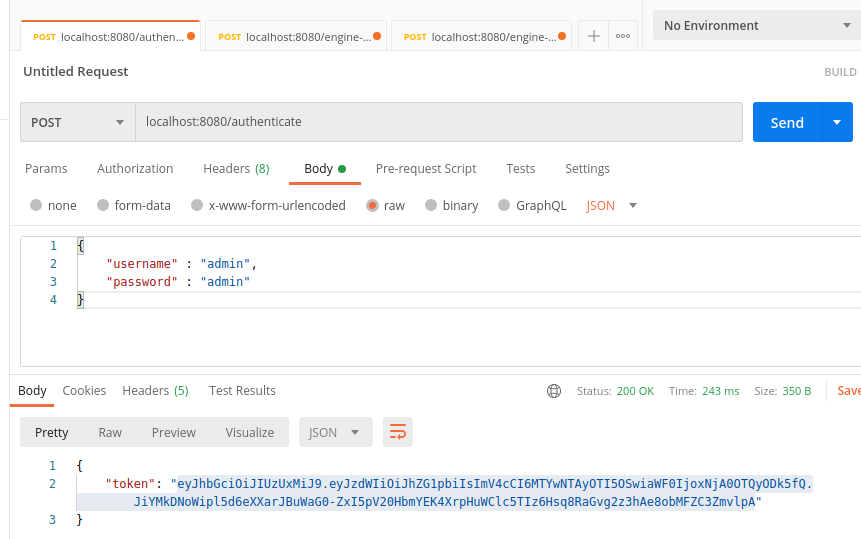 POST localhost:8080/authen... POST localhost:8080/engine-... POST localhost:8080/engine-... No Environment
Untitled Request BUILD
POST localhost:8080/authenticate Send
Params Authorization Headers (8) Body Pre-request Script Tests Settings
none form-data x-www-form-urlencoded raw binary GraphQL JSON
1 {
2 "username" : "admin",
3 "password" : "admin"
4 }
Body Cookies Headers (5) Test Results Status: 200 OK Time: 243 ms Size: 350 B Save
Pretty Raw Preview Visualize JSON
1 {
2 "token": "eyJhbGciOiJIUzUxMiJ9.eyJzdWIiOiJhZG1pbiIsImV4cCI6MTYwNTAyOTI5OSwiaWF0IjoxNjA0OTQyODk5fQ.
JiYMkDNoWipl5d6eXXarJBuWaG0-ZxI5pV20HbmYEK4XrpHuWClc5TIz6Hsq8RaGvg2z3hAe8obMFZC3ZmvlpA"
3 }